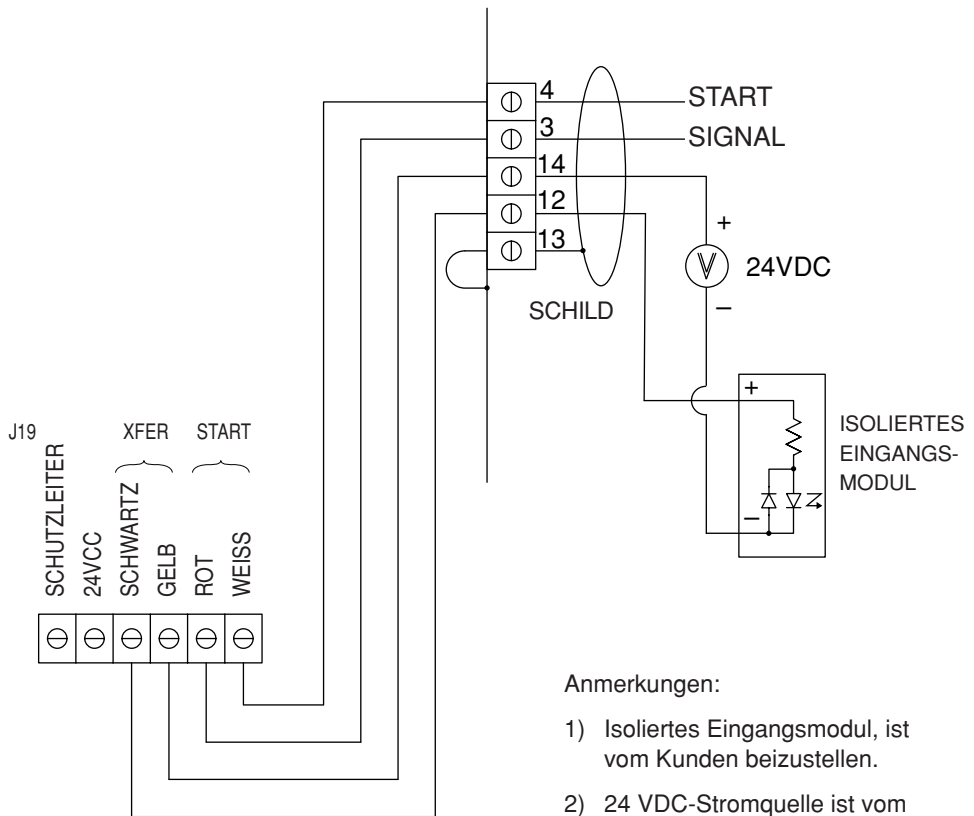 4
START
3
SIGNAL
14
12
+
13
24VDC
SCHILD
–
+
J19
XFER
START
ISOLIERTES
EINGANGS-
MODUL
–
SCHUTZLEITER
24VCC
SCHWARTZ
GELB
ROT
WEISS
Anmerkungen:
1) Isoliertes Eingangsmodul, ist
vom Kunden beizustellen.
2) 24 VDC-Stromquelle ist vom